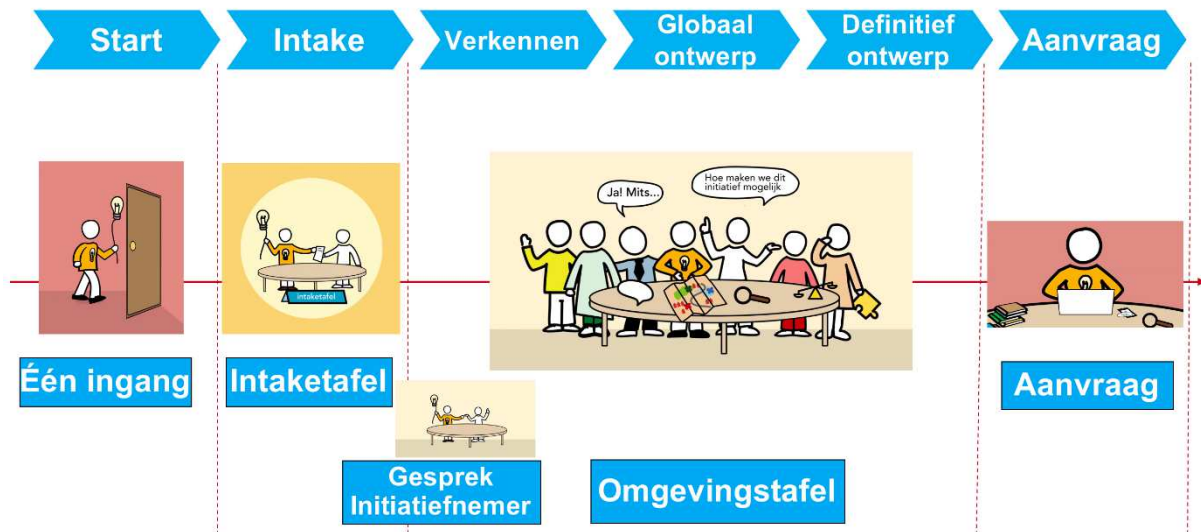 Start
Intake
Verkennen
Globaal
ontwerp
Definitief
ontwerp
Aanvraag
Ja! Mits...
Hoe maken we dit
initiatief mogelijk
intaketafel
Één ingang
Intaketafel
Aanvraag
Gesprek
Initiatiefnemer
Omgevingstafel